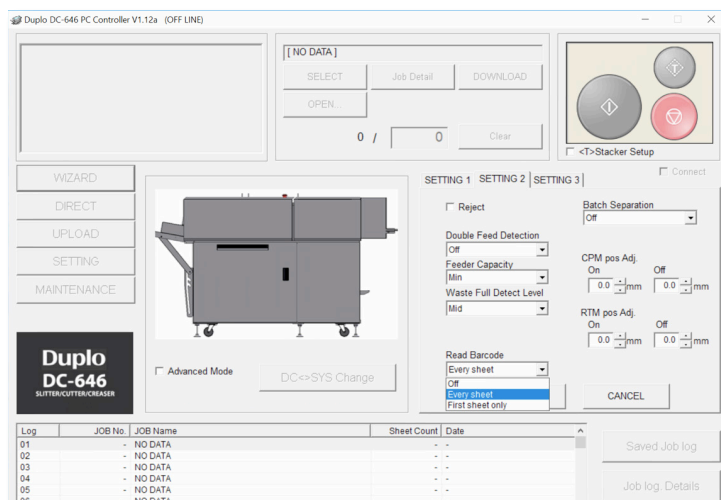 Duplo DC-646 PC Controller V1.12a (OFF LINE)
[ NO DATA ]
SELECT Job Detail DOWNLOAD
OPEN...
0 / 0 Clear
<T>Stacker Setup
WIZARD
DIRECT
UPLOAD
SETTING
MAINTENANCE
Duplo
DC-646
SLITTER/CUTTER/CREASER
Advanced Mode
DC<>SYS Change
Connect
SETTING 1 SETTING 2 SETTING 3
Reject
Batch Separation
Off
Double Feed Detection
Off
Feeder Capacity
Min
Waste Full Detect Level
Mid
CPM pos Adj.
On Off
0.0 mm 0.0 mm
RTM pos Adj.
On Off
0.0 mm 0.0 mm
Read Barcode
Every sheet
Off
Every sheet
First sheet only
CANCEL
Log JOB No. JOB Name Sheet Count Date
01 - NO DATA - -
02 - NO DATA - -
03 - NO DATA - -
04 - NO DATA - -
05 - NO DATA - -
Saved Job log
Job log. Details